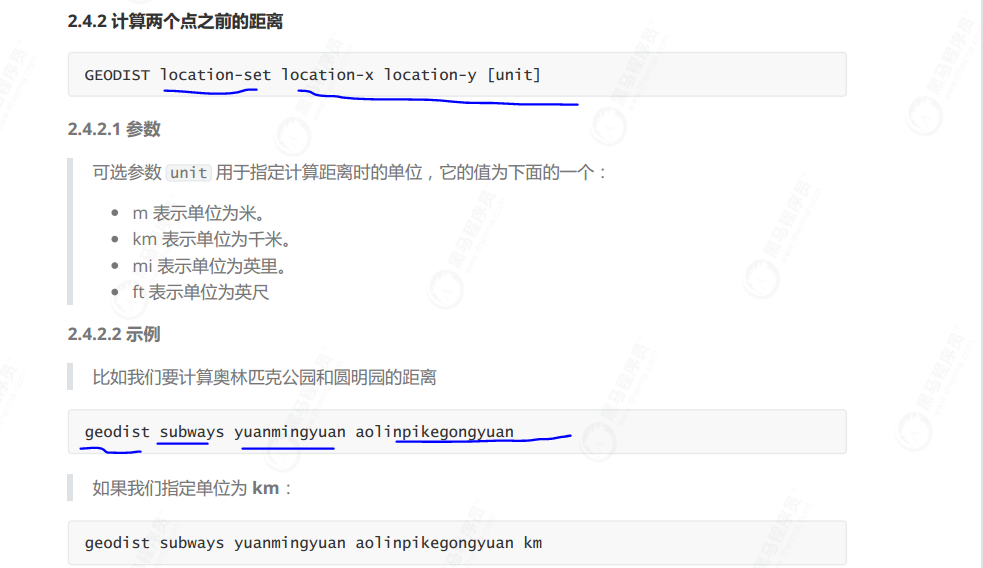 2.4.2 计算两个点之前的距离
GEODIST location-set location-x location-y [unit]
2.4.2.1 参数
可选参数 unit 用于指定计算距离时的单位，它的值为下面的一个：
m 表示单位为米。
km 表示单位为千米。
mi 表示单位为英里。
ft 表示单位为英尺
2.4.2.2 示例
比如我们要计算奥林匹克公园和圆明园的距离
geodist subways yuanmingyuan aolinpikegongyuan
如果我们指定单位为 km：
geodist subways yuanmingyuan aolinpikegongyuan km
黑马程序员